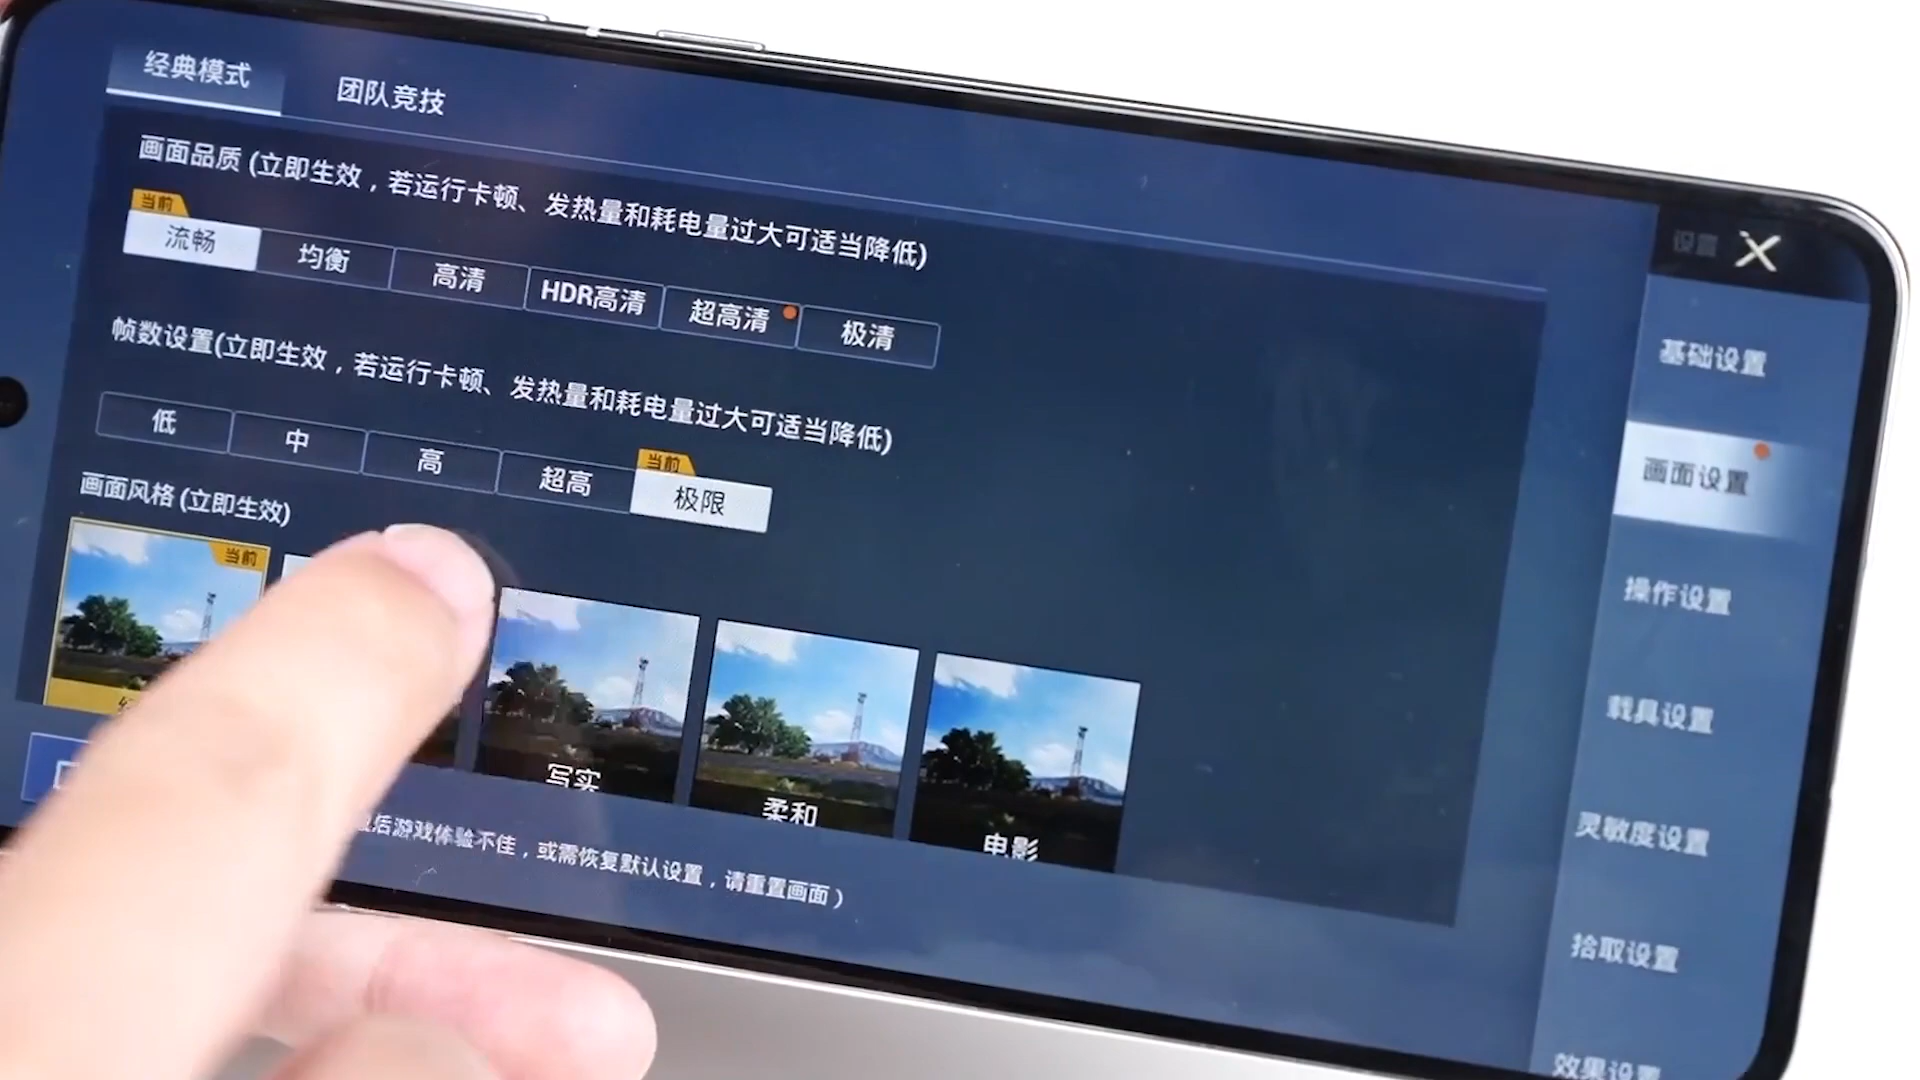 经典模式
团队竞技
画面品质 (立即生效，若运行卡顿、发热量和耗电量过大可适当降低)
当前
流畅
均衡
高清
HDR高清
超高清
极清
帧数设置(立即生效，若运行卡顿、发热量和耗电量过大可适当降低)
低
中
高
超高
当前
极限
画面风格 (立即生效)
当前
写实
柔和
电影
后游戏体验不佳，或需恢复默认设置，请重置画面）
设置
基础设置
画面设置
操作设置
载具设置
灵敏度设置
拾取设置
效果设置